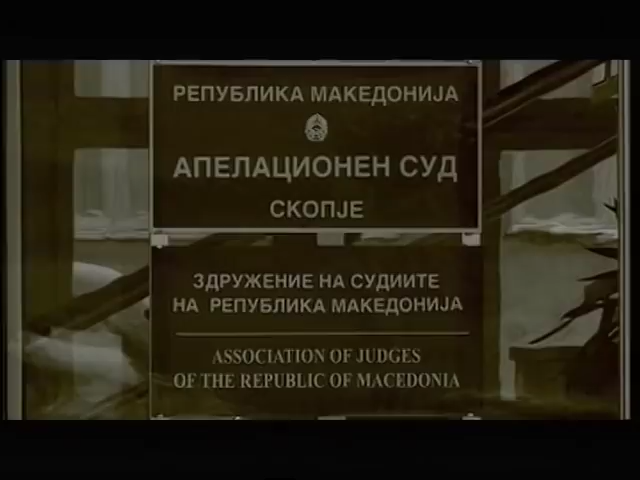 РЕПУБЛИКА МАКЕДОНИЈА
АПЕЛАЦИОНЕН СУД
СКОПЈЕ
ЗДРУЖЕНИЕ НА СУДИИТЕ
НА РЕПУБЛИКА МАКЕДОНИЈА
ASSOCIATION OF JUDGES
OF THE REPUBLIC OF MACEDONIA